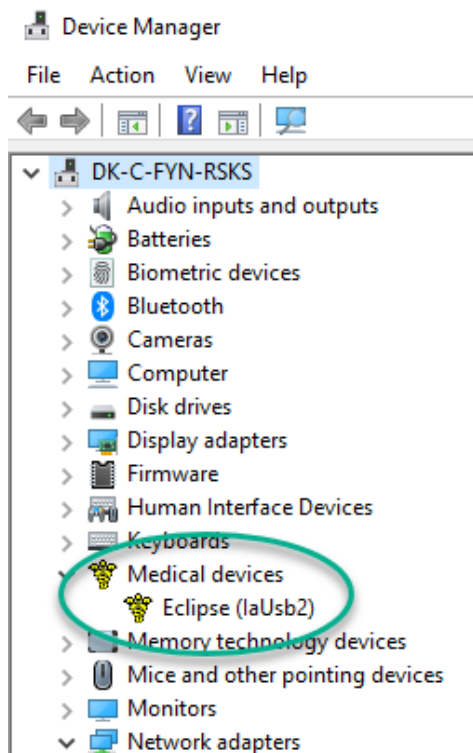 Device Manager
File Action View Help
DK-C-FYN-RSKS
Audio inputs and outputs
Batteries
Biometric devices
Bluetooth
Cameras
Computer
Disk drives
Display adapters
Firmware
Human Interface Devices
Keyboards
Medical devices
Eclipse (IaUsb2)
Memory technology devices
Mice and other pointing devices
Monitors
Network adapters